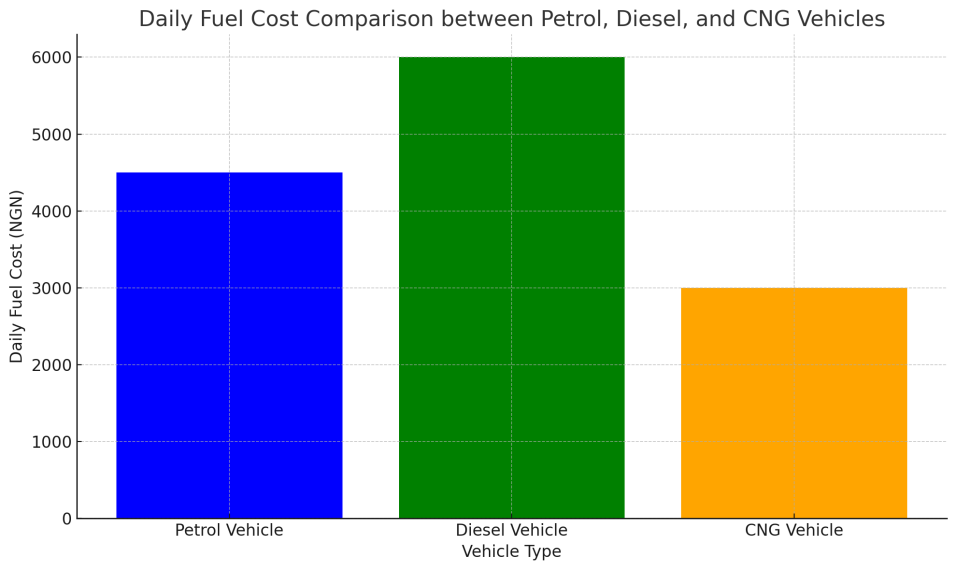 Daily Fuel Cost Comparison between Petrol, Diesel, and CNG Vehicles
Daily Fuel Cost (NGN)
6000
5000
4000
3000
2000
1000
0
Petrol Vehicle
Diesel Vehicle
CNG Vehicle
Vehicle Type